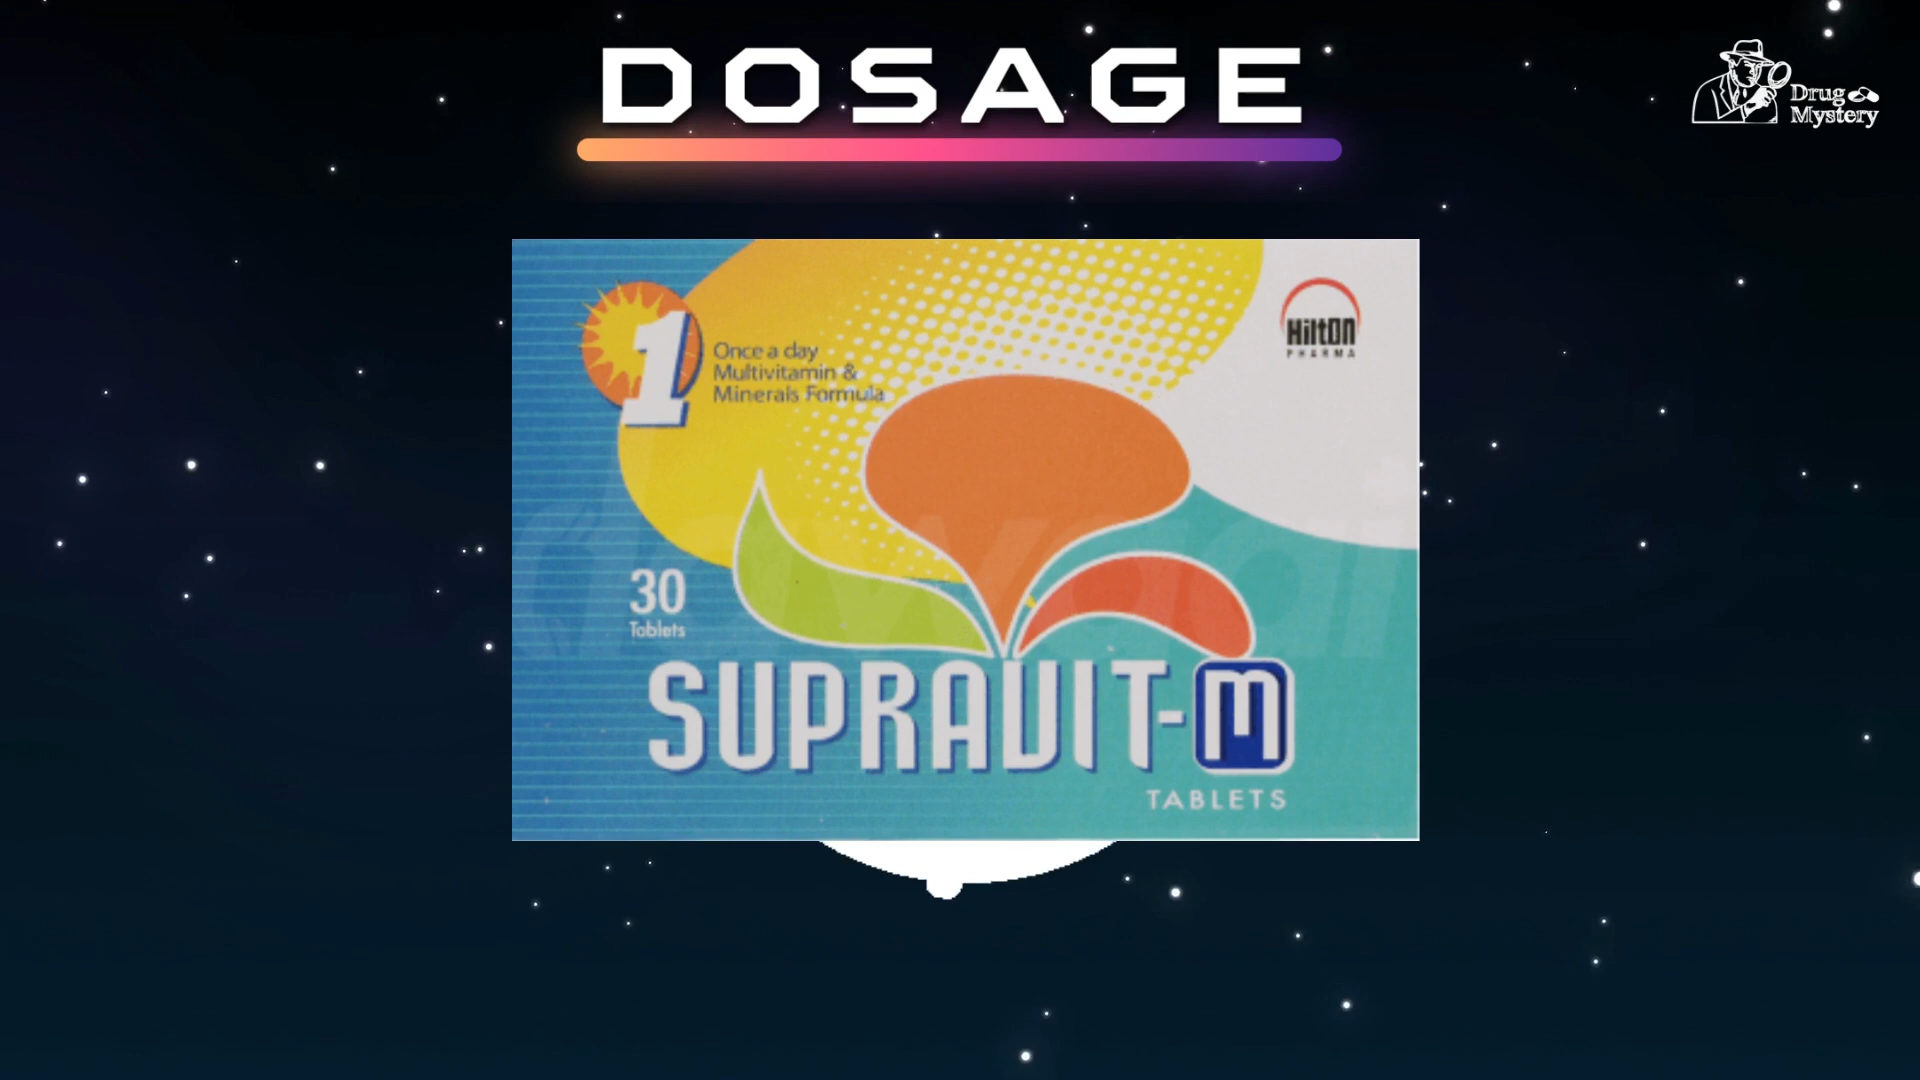 DOSAGE
Drug
Mystery
1
Once a day
Multivitamin &
Minerals Formula
HiltON
PHARMA
30
Tablets
SUPRAVIT-M
TABLETS